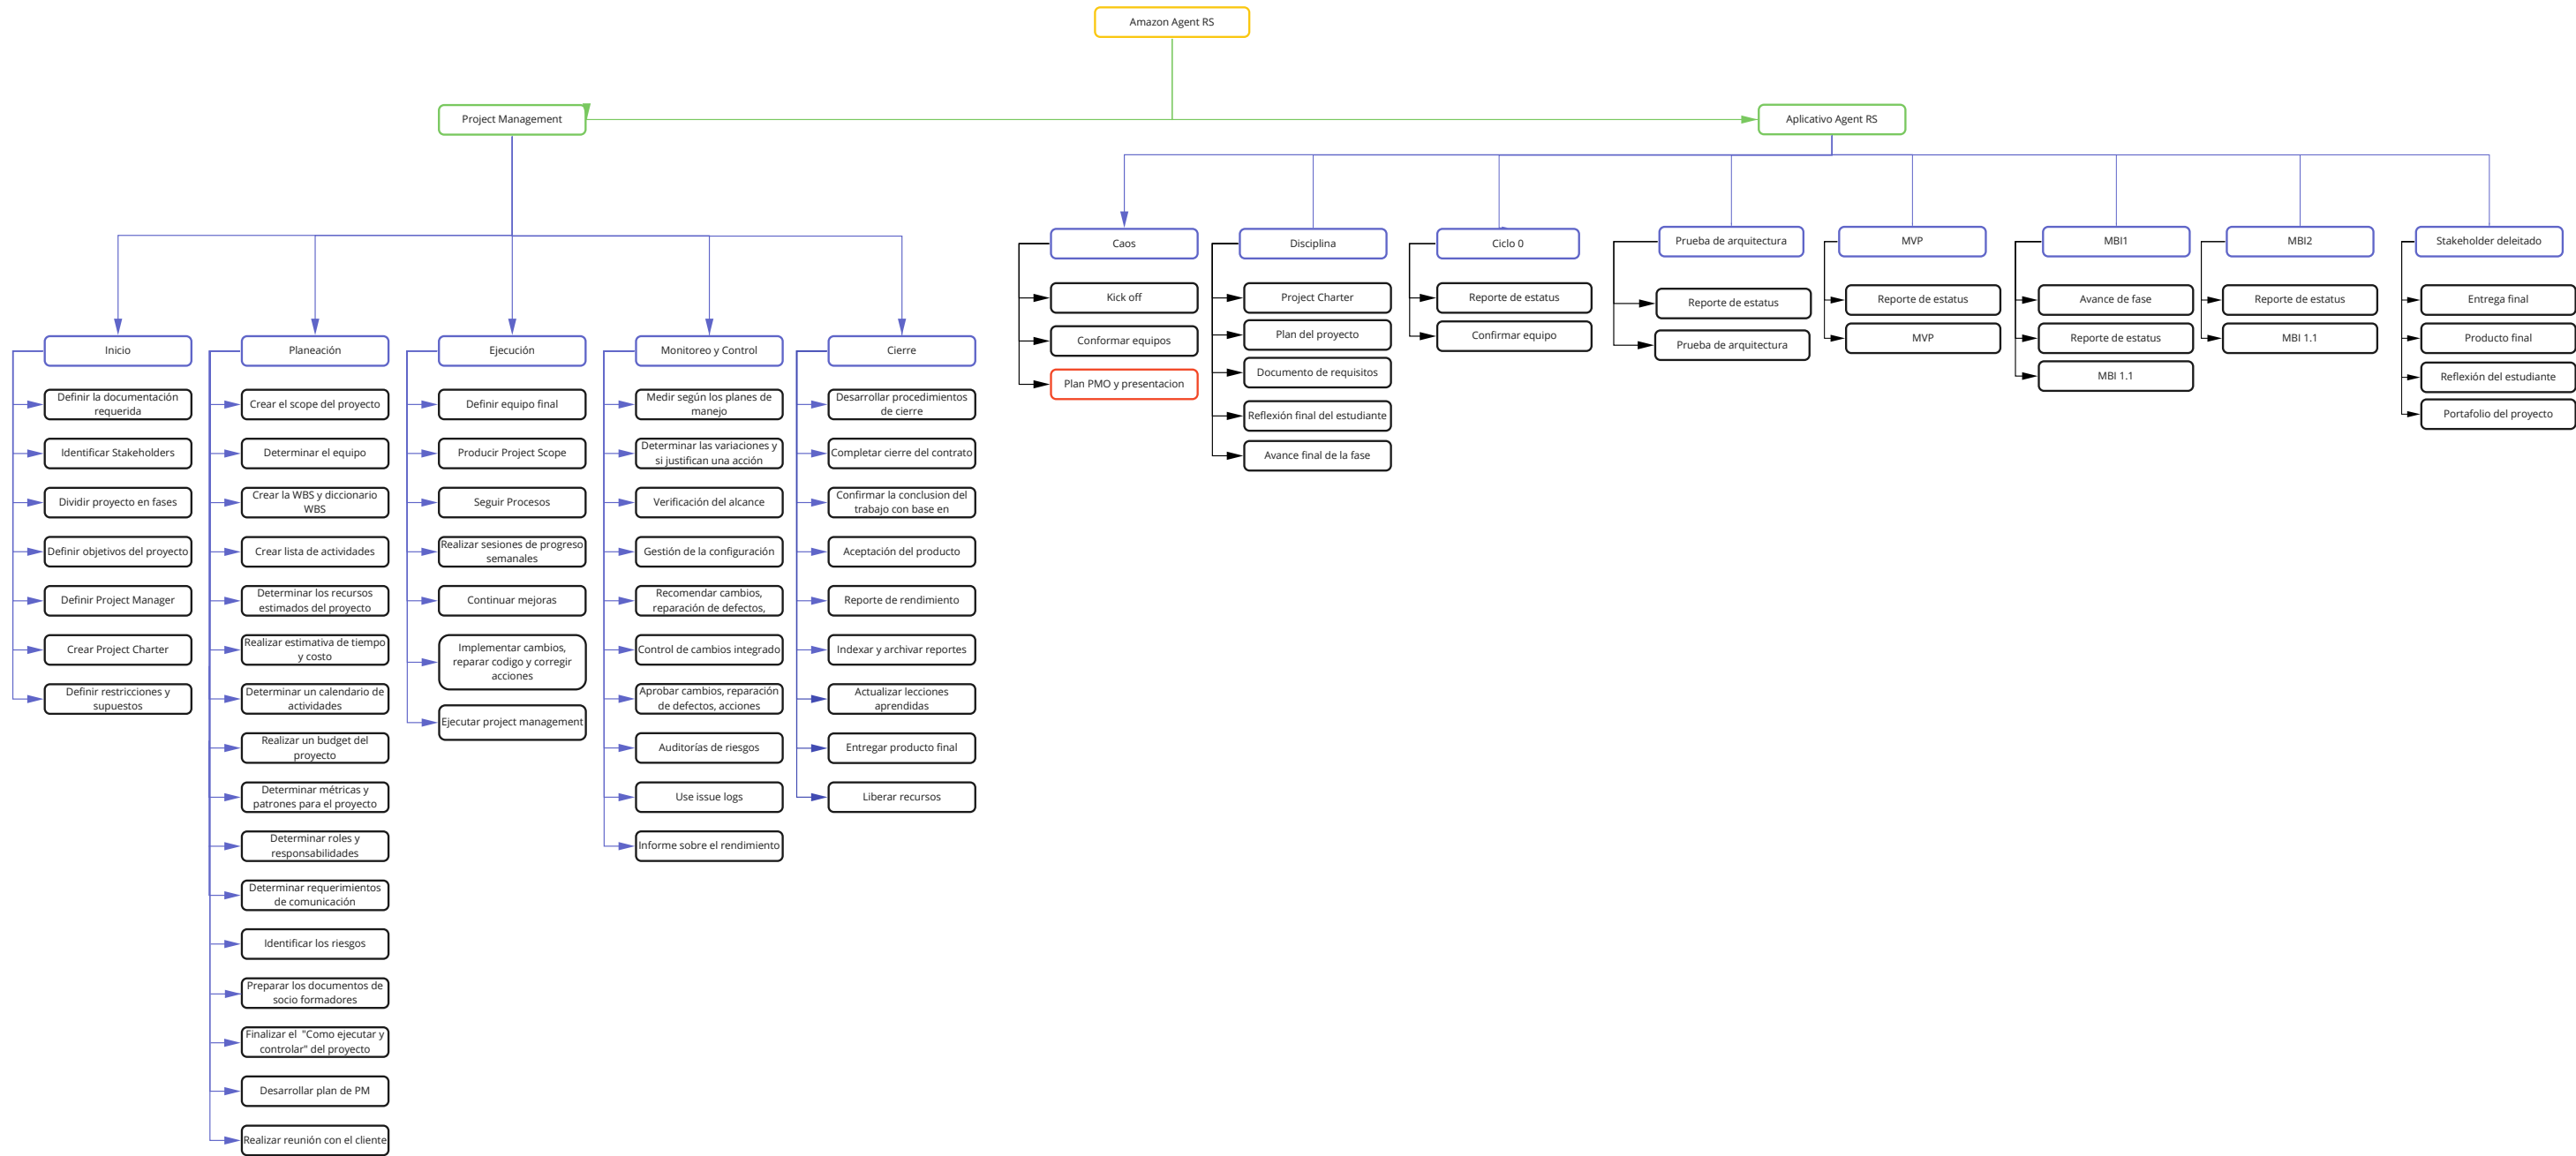 Amazon Agent RS
Project Management
Aplicativo Agent RS
Inicio
Definir la documentación
requerida
Identificar Stakeholders
Dividir proyecto en fases
Definir objetivos del proyecto
Definir Project Manager
Crear Project Charter
Definir restricciones y
supuestos
Planeación
Crear el scope del proyecto
Determinar el equipo
Crear la WBS y diccionario
WBS
Crear lista de actividades
Determinar los recursos
estimados del proyecto
Realizar estimativa de tiempo
y costo
Determinar un calendario de
actividades
Realizar un budget del
proyecto
Determinar métricas y
patrones para el proyecto
Determinar roles y
responsabilidades
Determinar requerimientos
de comunicación
Identificar los riesgos
Preparar los documentos de
socio formadores
Finalizar el "Como ejecutar y
controlar" del proyecto
Desarrollar plan de PM
Realizar reunión con el cliente
Ejecución
Definir equipo final
Producir Project Scope
Seguir Procesos
Realizar sesiones de progreso
semanales
Continuar mejoras
Implementar cambios,
reparar codigo y corregir
acciones
Ejecutar project management
Monitoreo y Control
Medir según los planes de
manejo
Determinar las variaciones y
si justifican una acción
Verificación del alcance
Gestión de la configuración
Recomendar cambios,
reparación de defectos,
Control de cambios integrado
Aprobar cambios, reparación
de defectos, acciones
Auditorías de riesgos
Use issue logs
Informe sobre el rendimiento
Cierre
Desarrollar procedimientos
de cierre
Completar cierre del contrato
Confirmar la conclusion del
trabajo con base en
Aceptación del producto
Reporte de rendimiento
Indexar y archivar reportes
Actualizar lecciones
aprendidas
Entregar producto final
Liberar recursos
Caos
Kick off
Conformar equipos
Plan PMO y presentacion
Disciplina
Project Charter
Plan del proyecto
Documento de requisitos
Reflexión final del estudiante
Avance final de la fase
Ciclo 0
Reporte de estatus
Confirmar equipo
Prueba de arquitectura
Reporte de estatus
Prueba de arquitectura
MVP
Reporte de estatus
MVP
MBI1
Avance de fase
Reporte de estatus
MBI 1.1
MBI2
Reporte de estatus
MBI 1.1
Stakeholder deleitado
Entrega final
Producto final
Reflexión del estudiante
Portafolio del proyecto